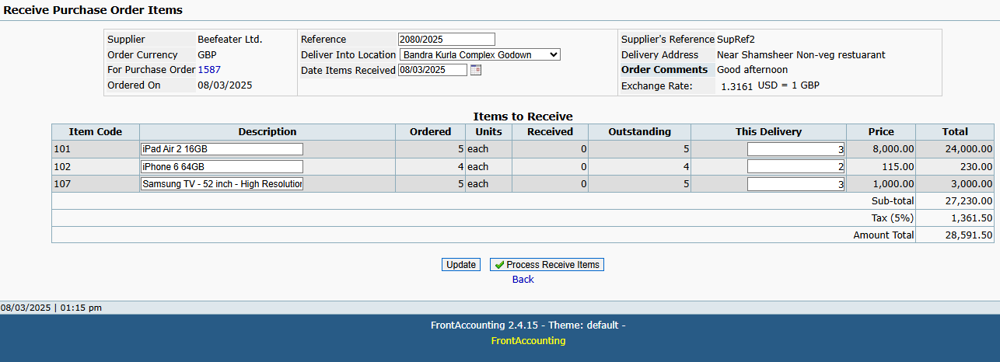 Receive Purchase Order Items
Supplier Beefeater Ltd. Reference 2080/2025 Supplier's Reference SupRef2
Order Currency GBP Deliver Into Location Bandra Kurla Complex Godown Delivery Address Near Shamsheer Non-veg restuarant
For Purchase Order 1587 Date Items Received 08/03/2025 Order Comments Good afternoon
Ordered On 08/03/2025 Exchange Rate: 1.3161 USD = 1 GBP
Items to Receive
Item Code Description Ordered Units Received Outstanding This Delivery Price Total
101 iPad Air 2 16GB 5 each 0 5 3 8,000.00 24,000.00
102 iPhone 6 64GB 4 each 0 4 2 115.00 230.00
107 Samsung TV - 52 inch - High Resolution 5 each 0 5 3 1,000.00 3,000.00
Sub-total 27,230.00
Tax (5%) 1,361.50
Amount Total 28,591.50
Update Process Receive Items
Back
08/03/2025 | 01:15 pm
FrontAccounting 2.4.15 - Theme: default -
FrontAccounting